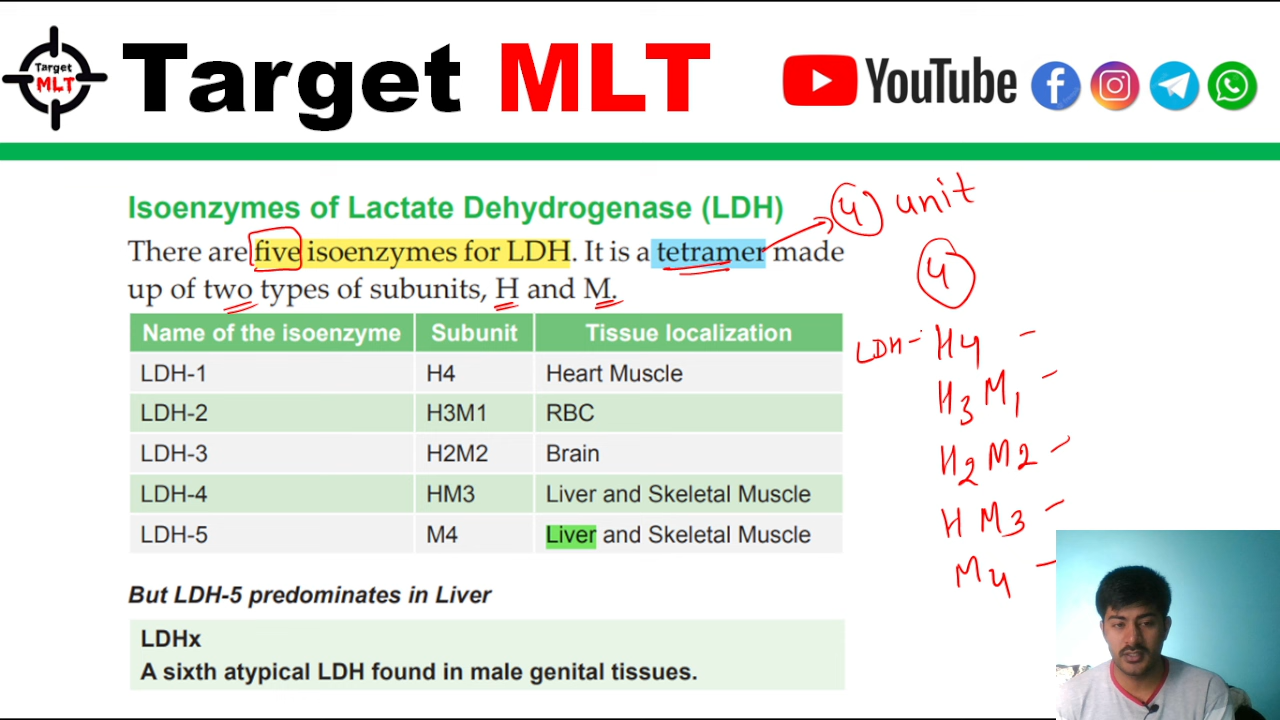 Target MLT
Target MLT
YouTube
Isoenzymes of Lactate Dehydrogenase (LDH)
There are five isoenzymes for LDH. It is a tetramer made
up of two types of subunits, H and M.
4 unit
4
Name of the isoenzyme Subunit Tissue localization
LDH-1 H4 Heart Muscle
LDH-2 H3M1 RBC
LDH-3 H2M2 Brain
LDH-4 HM3 Liver and Skeletal Muscle
LDH-5 M4 Liver and Skeletal Muscle
LDH- H4 -
H3M1 -
H2M2 -
HM3 -
M4 -
But LDH-5 predominates in Liver
LDHx
A sixth atypical LDH found in male genital tissues.